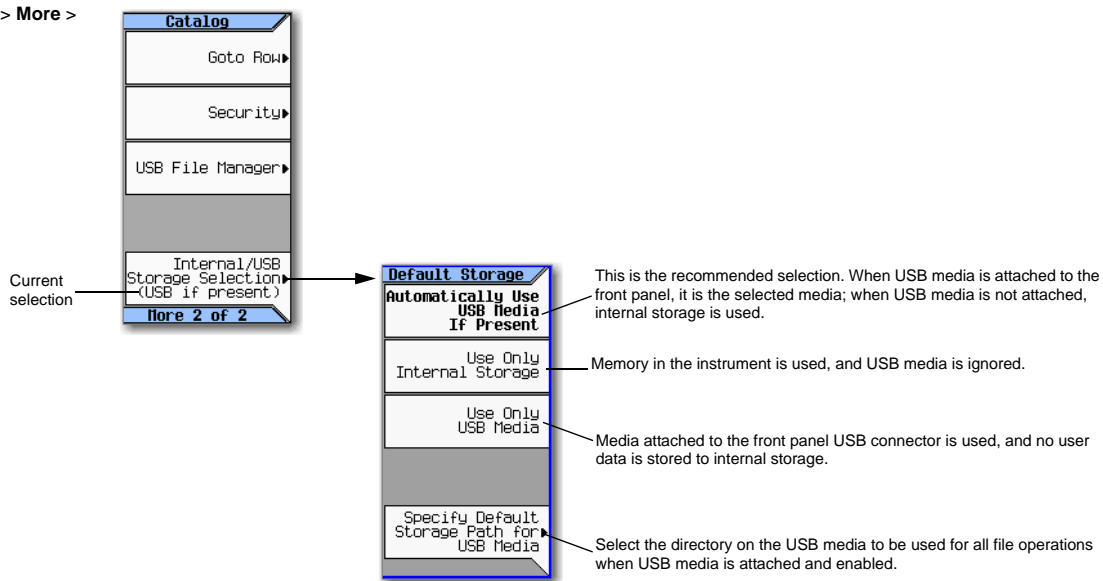 > More >
Catalog
Goto Row
Security
USB File Manager
Internal/USB
Storage Selection
(USB if present)
More 2 of 2
Current
selection
Default Storage
Automatically Use
USB Media
If Present
This is the recommended selection. When USB media is attached to the
front panel, it is the selected media; when USB media is not attached,
internal storage is used.
Use Only
Internal Storage
Memory in the instrument is used, and USB media is ignored.
Use Only
USB Media
Media attached to the front panel USB connector is used, and no user
data is stored to internal storage.
Specify Default
Storage Path for
USB Media
Select the directory on the USB media to be used for all file operations
when USB media is attached and enabled.